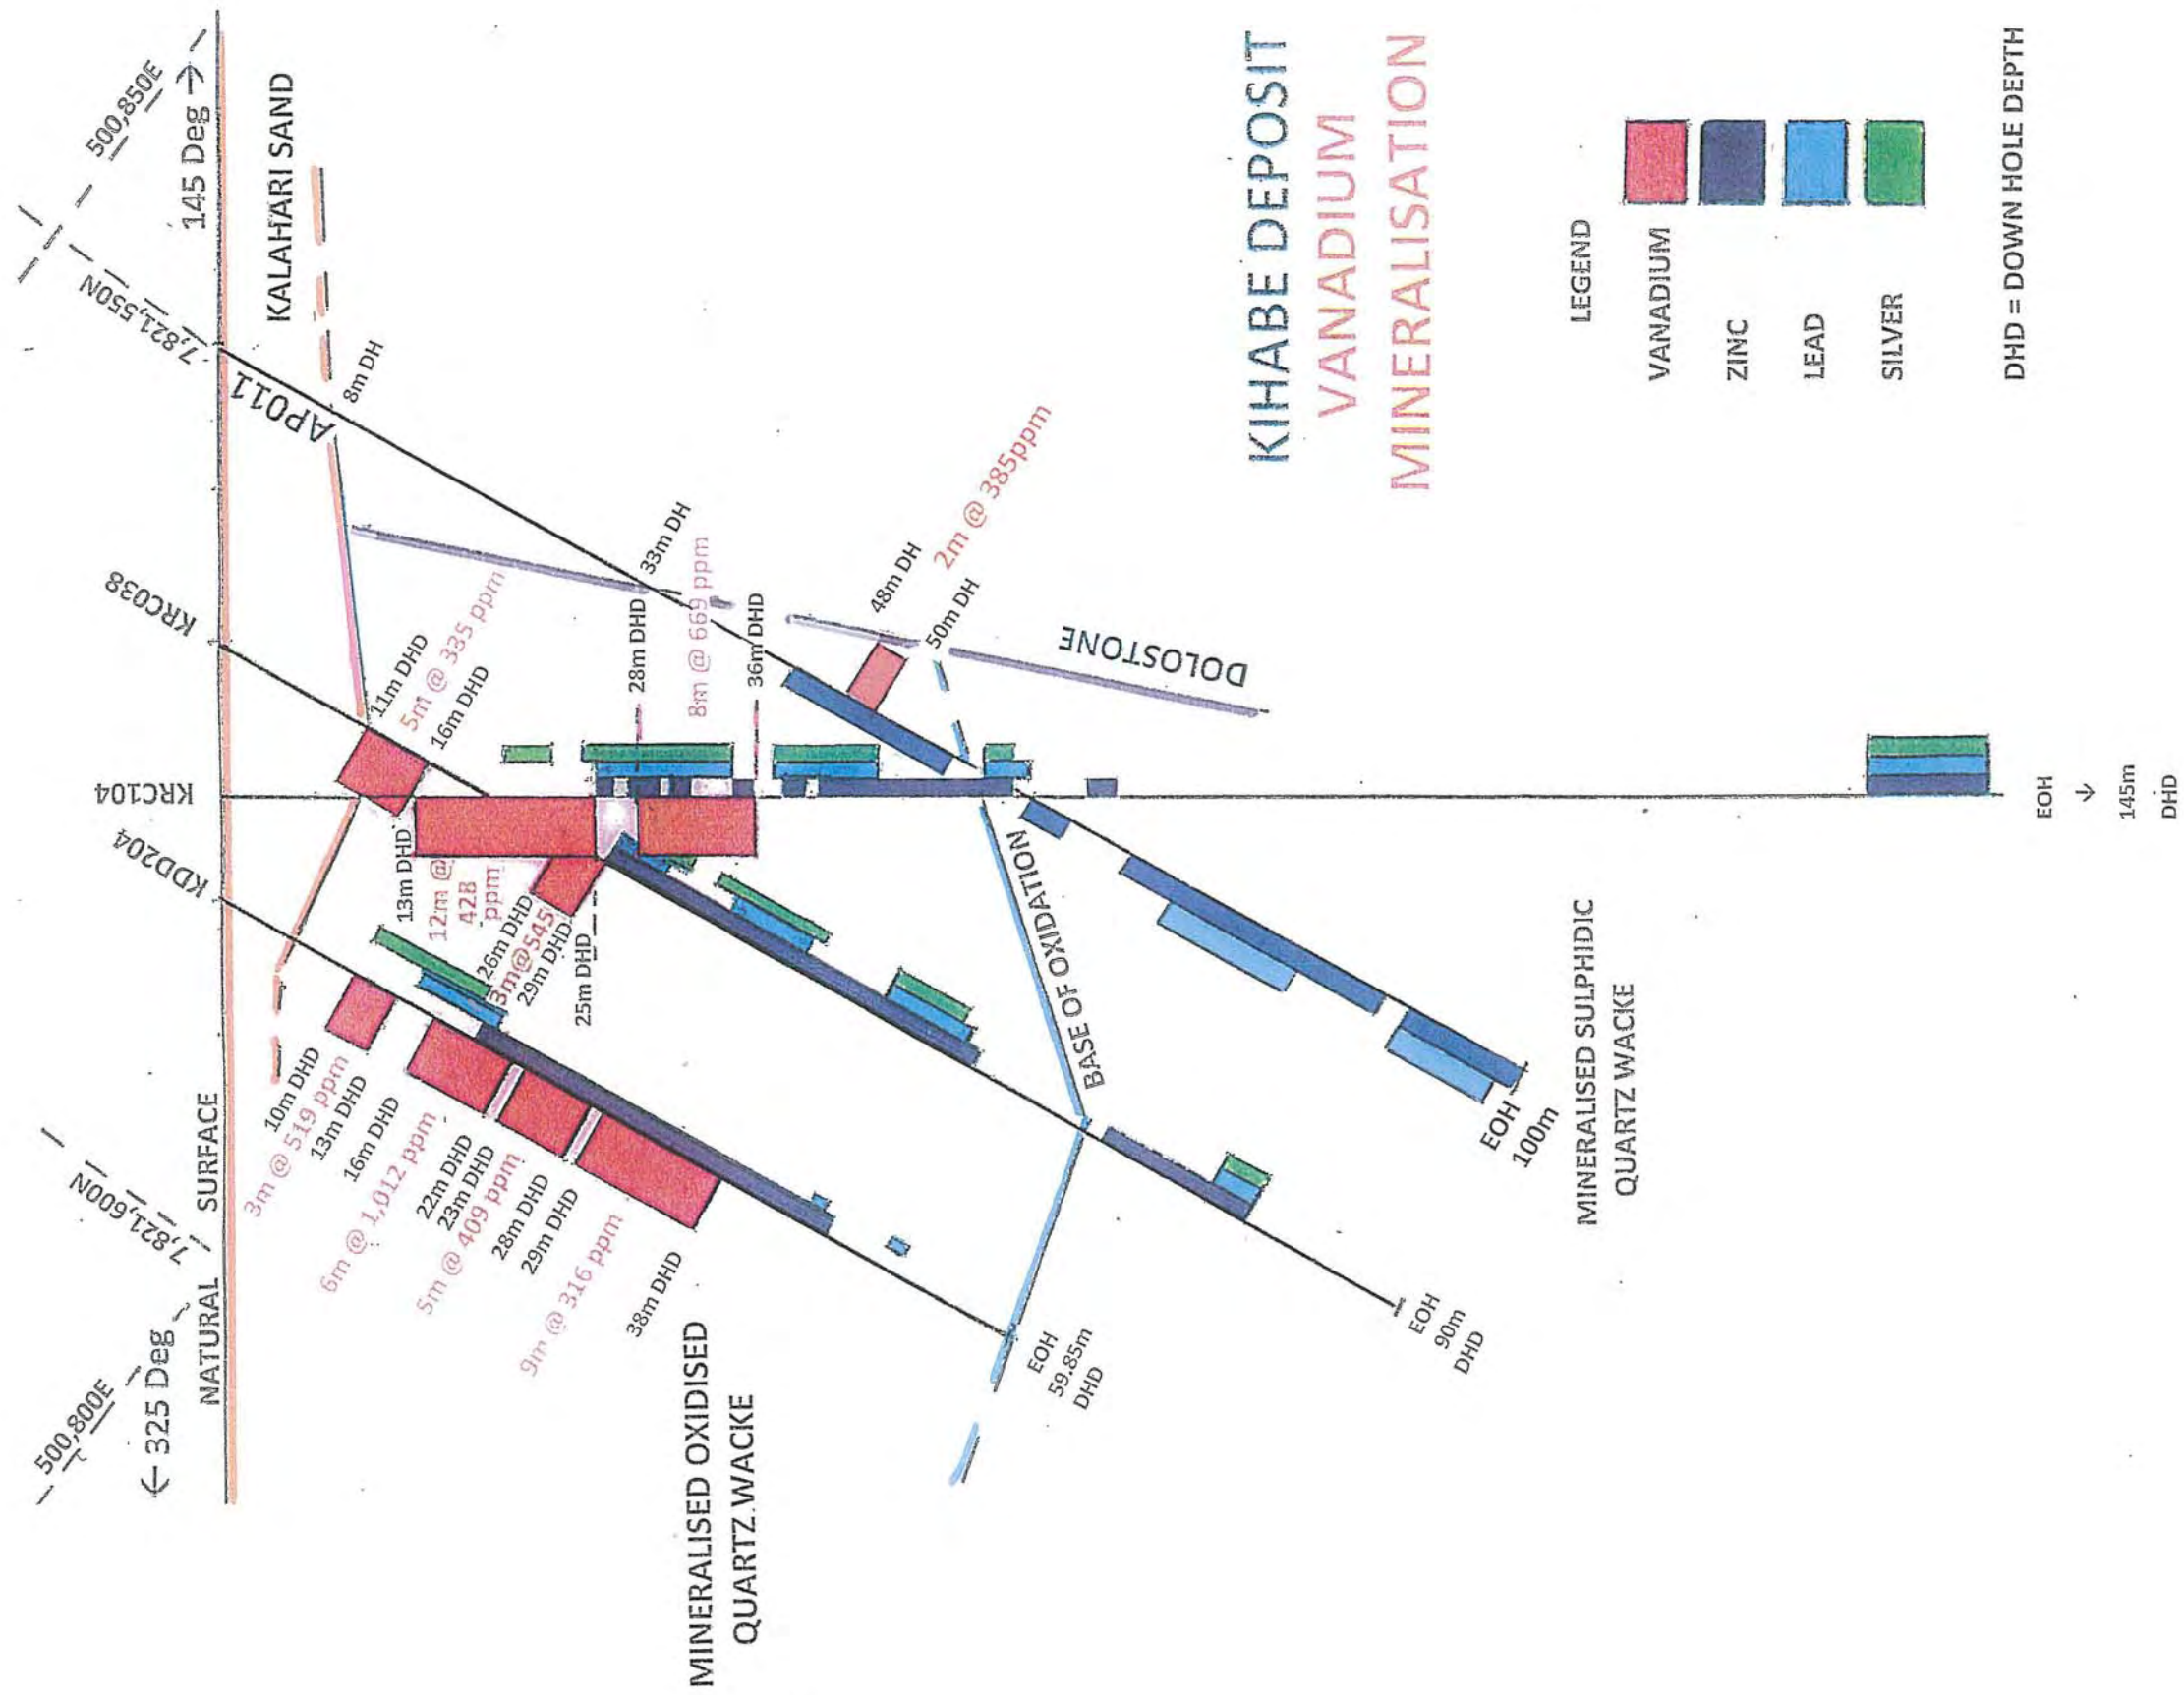 500,800E
7,821,600N
7,821,550N
500,850E
← 325 Deg
145 Deg →
NATURAL SURFACE
KDD204
KRC104
KRC038
AP011
KALAHARI SAND
8m DH
11m DHD
5m @ 335 ppm
16m DHD
10m DHD
3m @ 519 ppm
13m DHD
16m DHD
6m @ 1,012 ppm
22m DHD
23m DHD
5m @ 409 ppm
28m DHD
29m DHD
9m @ 316 ppm
38m DHD
13m DHD
12m @
428
ppm
26m DHD
3m@545
29m DHD
25m DHD
28m DHD
8m @ 669 ppm
36m DHD
33m DH
48m DH
2m @ 385ppm
50m DH
DOLOSTONE
BASE OF OXIDATION
MINERALISED OXIDISED
QUARTZ.WACKE
EOH
59.85m
DHD
EOH
90m
DHD
EOH
100m
MINERALISED SULPHIDIC
QUARTZ WACKE
EOH
↓
145m
DHD
KIHABE DEPOSIT
VANADIUM
MINERALISATION
LEGEND
VANADIUM
ZINC
LEAD
SILVER
DHD = DOWN HOLE DEPTH